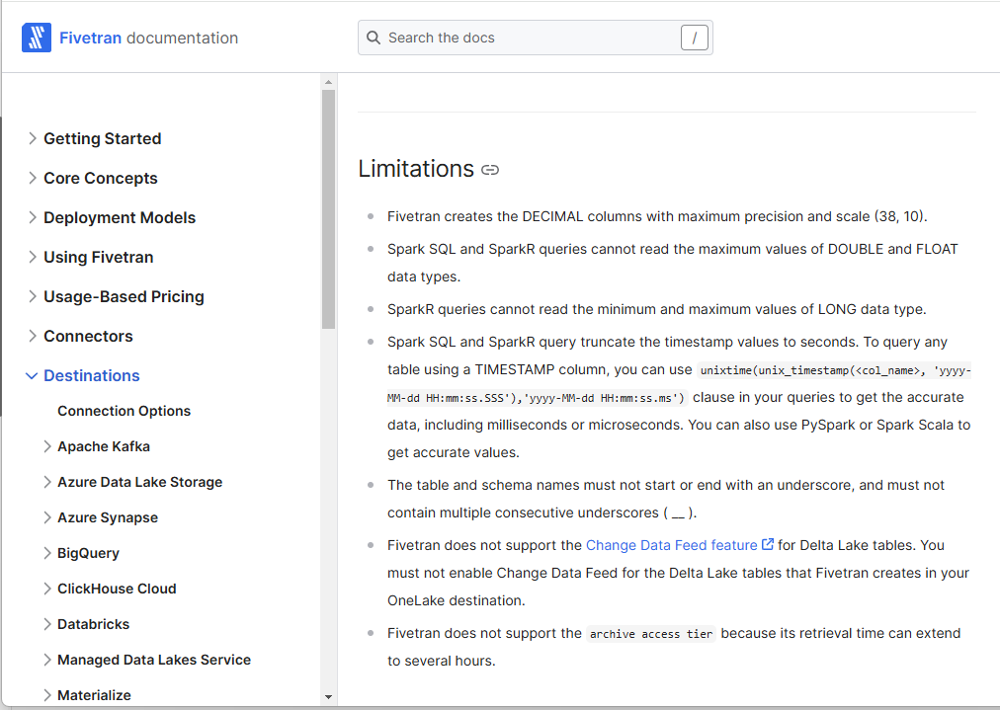 Fivetran documentation
Search the docs
/
Getting Started
Core Concepts
Deployment Models
Using Fivetran
Usage-Based Pricing
Connectors
Destinations
Connection Options
Apache Kafka
Azure Data Lake Storage
Azure Synapse
BigQuery
ClickHouse Cloud
Databricks
Managed Data Lakes Service
Materialize
Limitations
Fivetran creates the DECIMAL columns with maximum precision and scale (38, 10).
Spark SQL and SparkR queries cannot read the maximum values of DOUBLE and FLOAT
data types.
SparkR queries cannot read the minimum and maximum values of LONG data type.
Spark SQL and SparkR query truncate the timestamp values to seconds. To query any
table using a TIMESTAMP column, you can use unixtime(unix_timestamp(<col_name>, 'yyyy-
MM-dd HH:mm:ss.SSS'),'yyyy-MM-dd HH:mm:ss.ms') clause in your queries to get the accurate
data, including milliseconds or microseconds. You can also use PySpark or Spark Scala to
get accurate values.
The table and schema names must not start or end with an underscore, and must not
contain multiple consecutive underscores ( __ ).
Fivetran does not support the Change Data Feed feature for Delta Lake tables. You
must not enable Change Data Feed for the Delta Lake tables that Fivetran creates in your
OneLake destination.
Fivetran does not support the archive access tier because its retrieval time can extend
to several hours.